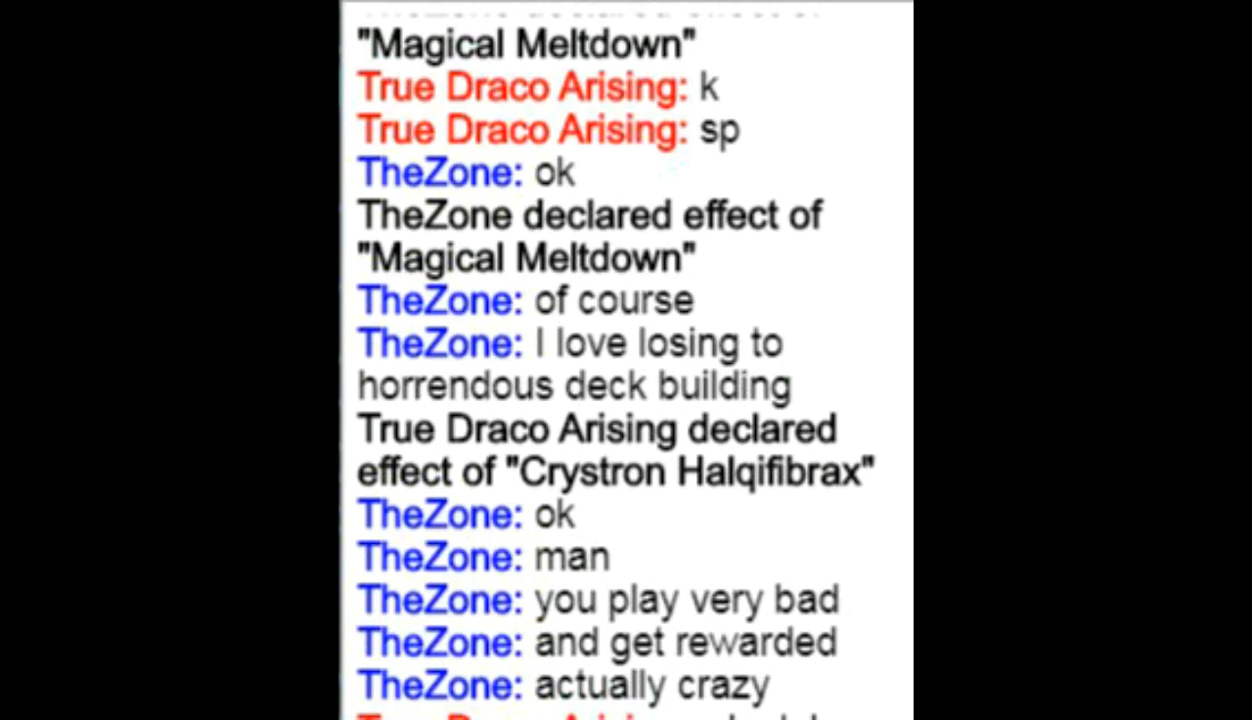 "Magical Meltdown"
True Draco Arising: k
True Draco Arising: sp
TheZone: ok
TheZone declared effect of
"Magical Meltdown"
TheZone: of course
TheZone: I love losing to
horrendous deck building
True Draco Arising declared
effect of "Crystron Halqifibrax"
TheZone: ok
TheZone: man
TheZone: you play very bad
TheZone: and get rewarded
TheZone: actually crazy